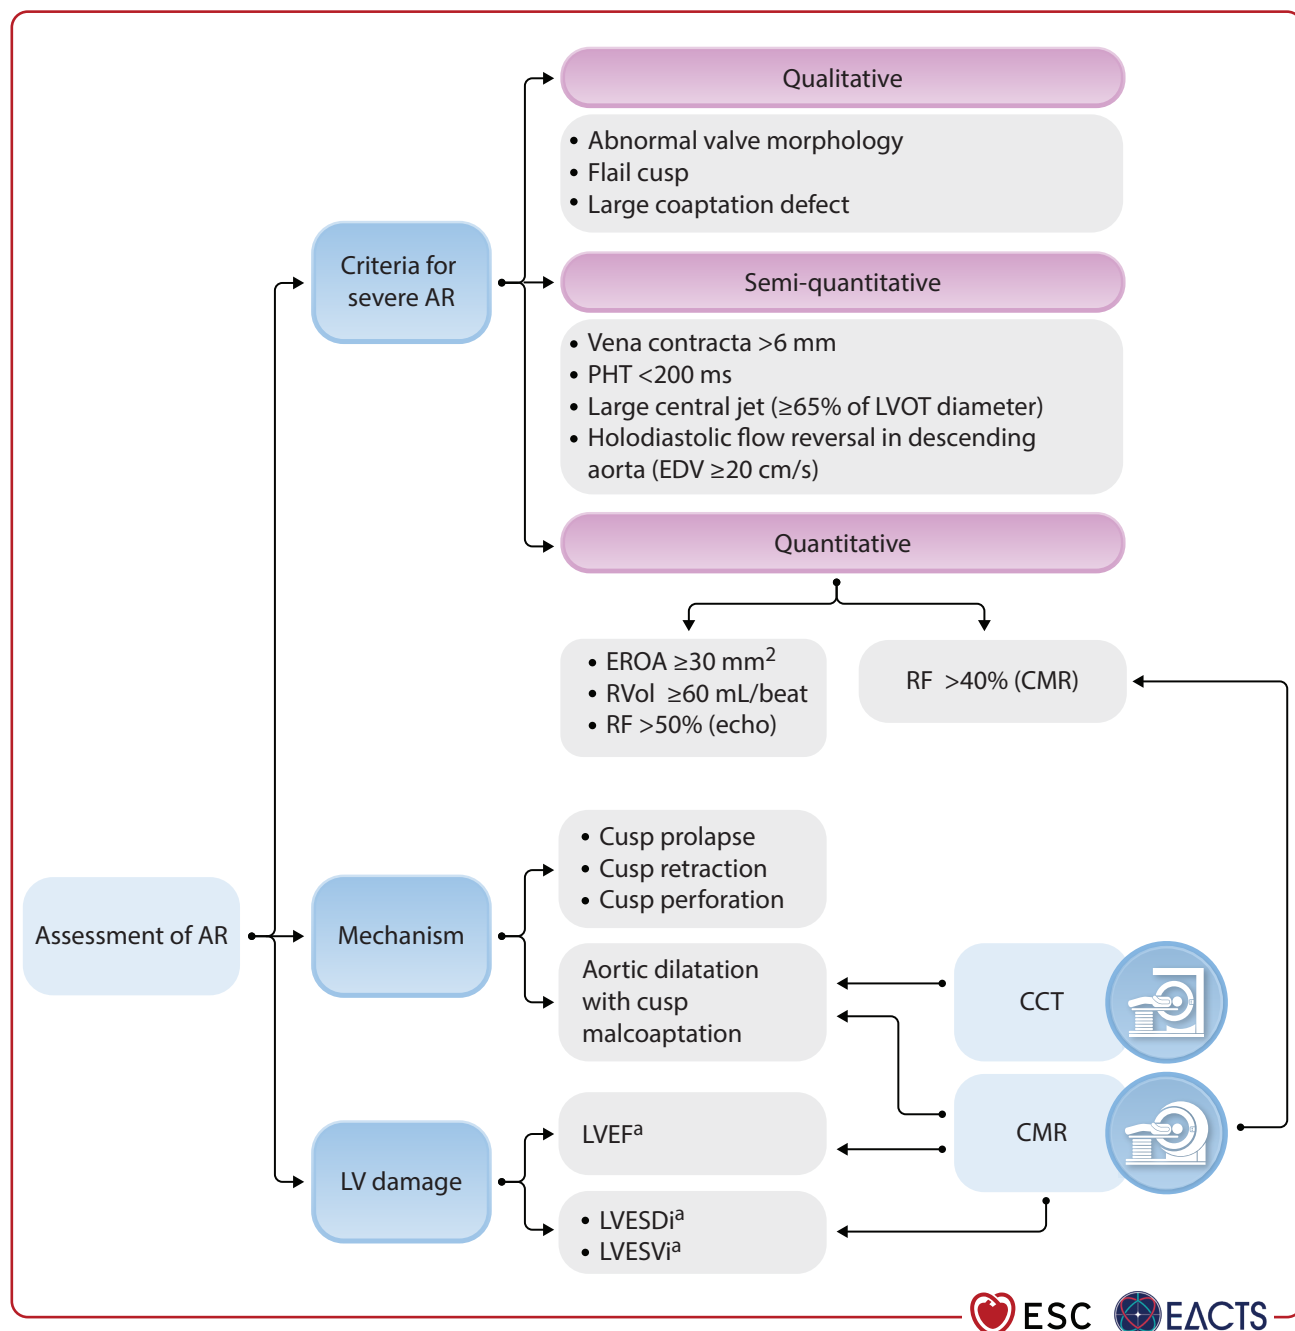 Qualitative
• Abnormal valve morphology
• Flail cusp
• Large coaptation defect
Criteria for
severe AR
Semi-quantitative
• Vena contracta >6 mm
• PHT <200 ms
• Large central jet (≥65% of LVOT diameter)
• Holodiastolic flow reversal in descending
aorta (EDV ≥20 cm/s)
Quantitative
• EROA ≥30 mm²
• RVol ≥60 mL/beat
• RF >50% (echo)
RF >40% (CMR)
Assessment of AR
Mechanism
• Cusp prolapse
• Cusp retraction
• Cusp perforation
Aortic dilatation
with cusp
malcoaptation
CCT
CMR
LV damage
LVEFᵃ
• LVESDiᵃ
• LVESViᵃ
ESC
EACTS